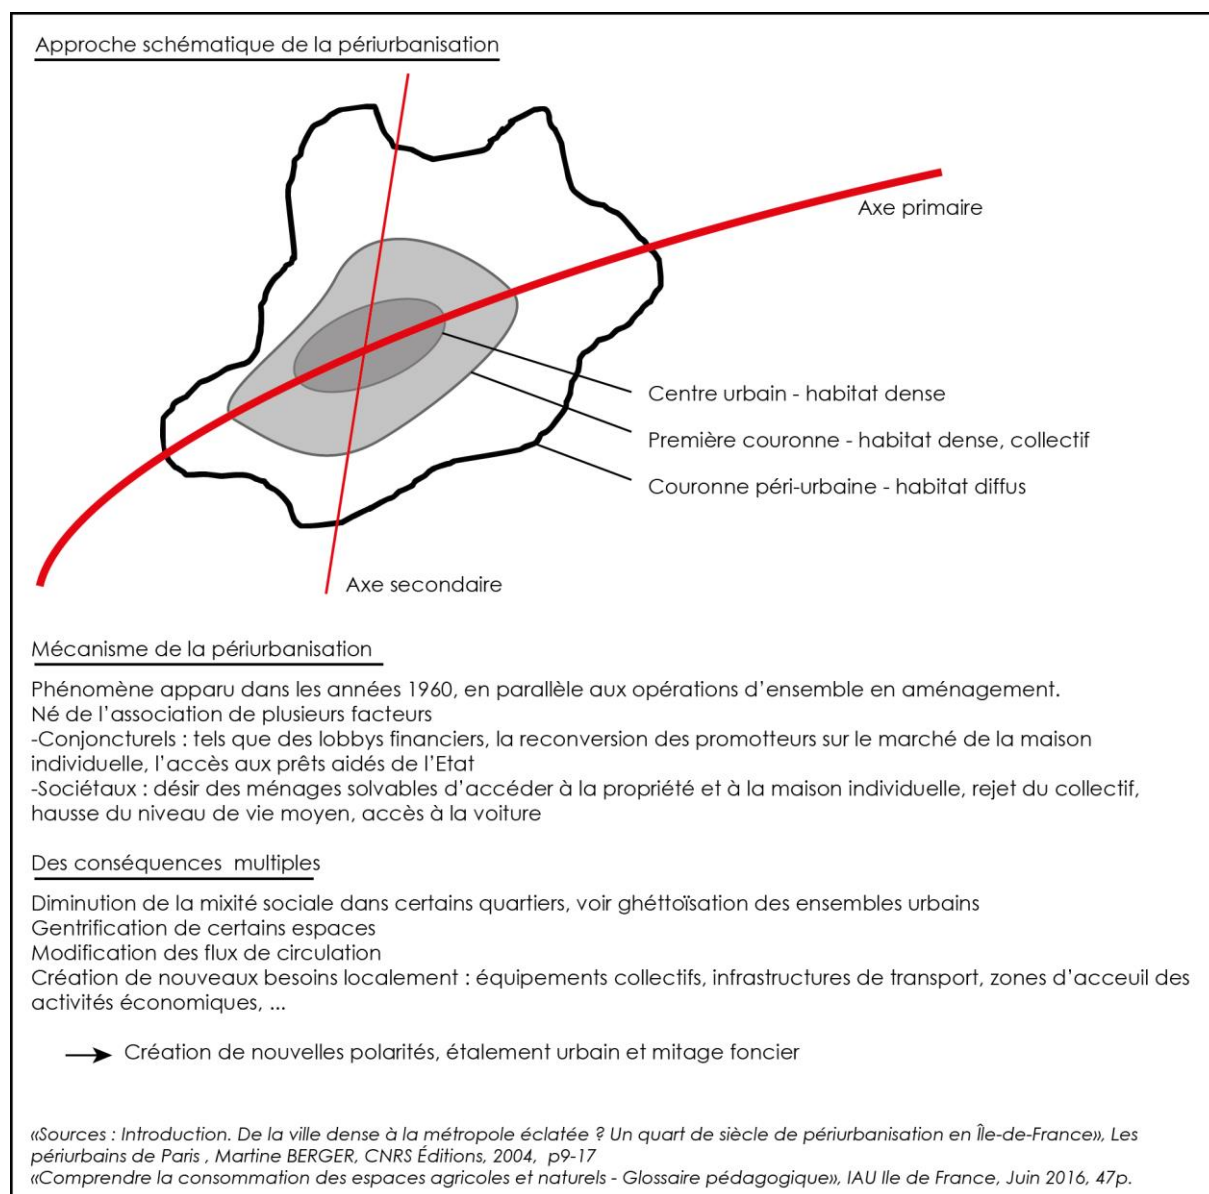 Approche schématique de la périurbanisation
Axe primaire
Centre urbain - habitat dense
Première couronne - habitat dense, collectif
Couronne péri-urbaine - habitat diffus
Axe secondaire
Mécanisme de la périurbanisation
Phénomène apparu dans les années 1960, en parallèle aux opérations d'ensemble en aménagement.
Né de l'association de plusieurs facteurs
-Conjoncturels : tels que des lobbys financiers, la reconversion des promotteurs sur le marché de la maison
individuelle, l'accès aux prêts aidés de l'Etat
-Sociétaux : désir des ménages solvables d'accéder à la propriété et à la maison individuelle, rejet du collectif,
hausse du niveau de vie moyen, accès à la voiture
Des conséquences multiples
Diminution de la mixité sociale dans certains quartiers, voir ghéttoïsation des ensembles urbains
Gentrification de certains espaces
Modification des flux de circulation
Création de nouveaux besoins localement : équipements collectifs, infrastructures de transport, zones d'acceuil des
activités économiques, ...
Création de nouvelles polarités, étalement urbain et mitage foncier
«Sources : Introduction. De la ville dense à la métropole éclatée ? Un quart de siècle de périurbanisation en Île-de-France», Les
périurbains de Paris , Martine BERGER, CNRS Éditions, 2004, p9-17
«Comprendre la consommation des espaces agricoles et naturels - Glossaire pédagogique», IAU Ile de France, Juin 2016, 47p.